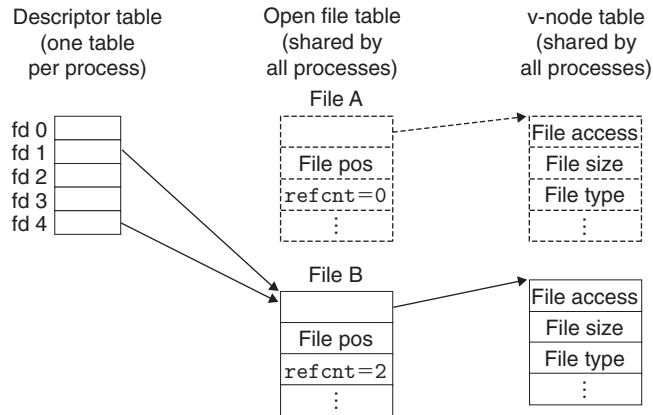 Descriptor table
(one table
per process)
Open file table
(shared by
all processes)
v-node table
(shared by
all processes)
fd 0
fd 1
fd 2
fd 3
fd 4
File A
File pos
refcnt=0
⋮
File access
File size
File type
⋮
File B
File pos
refcnt=2
⋮
File access
File size
File type
⋮